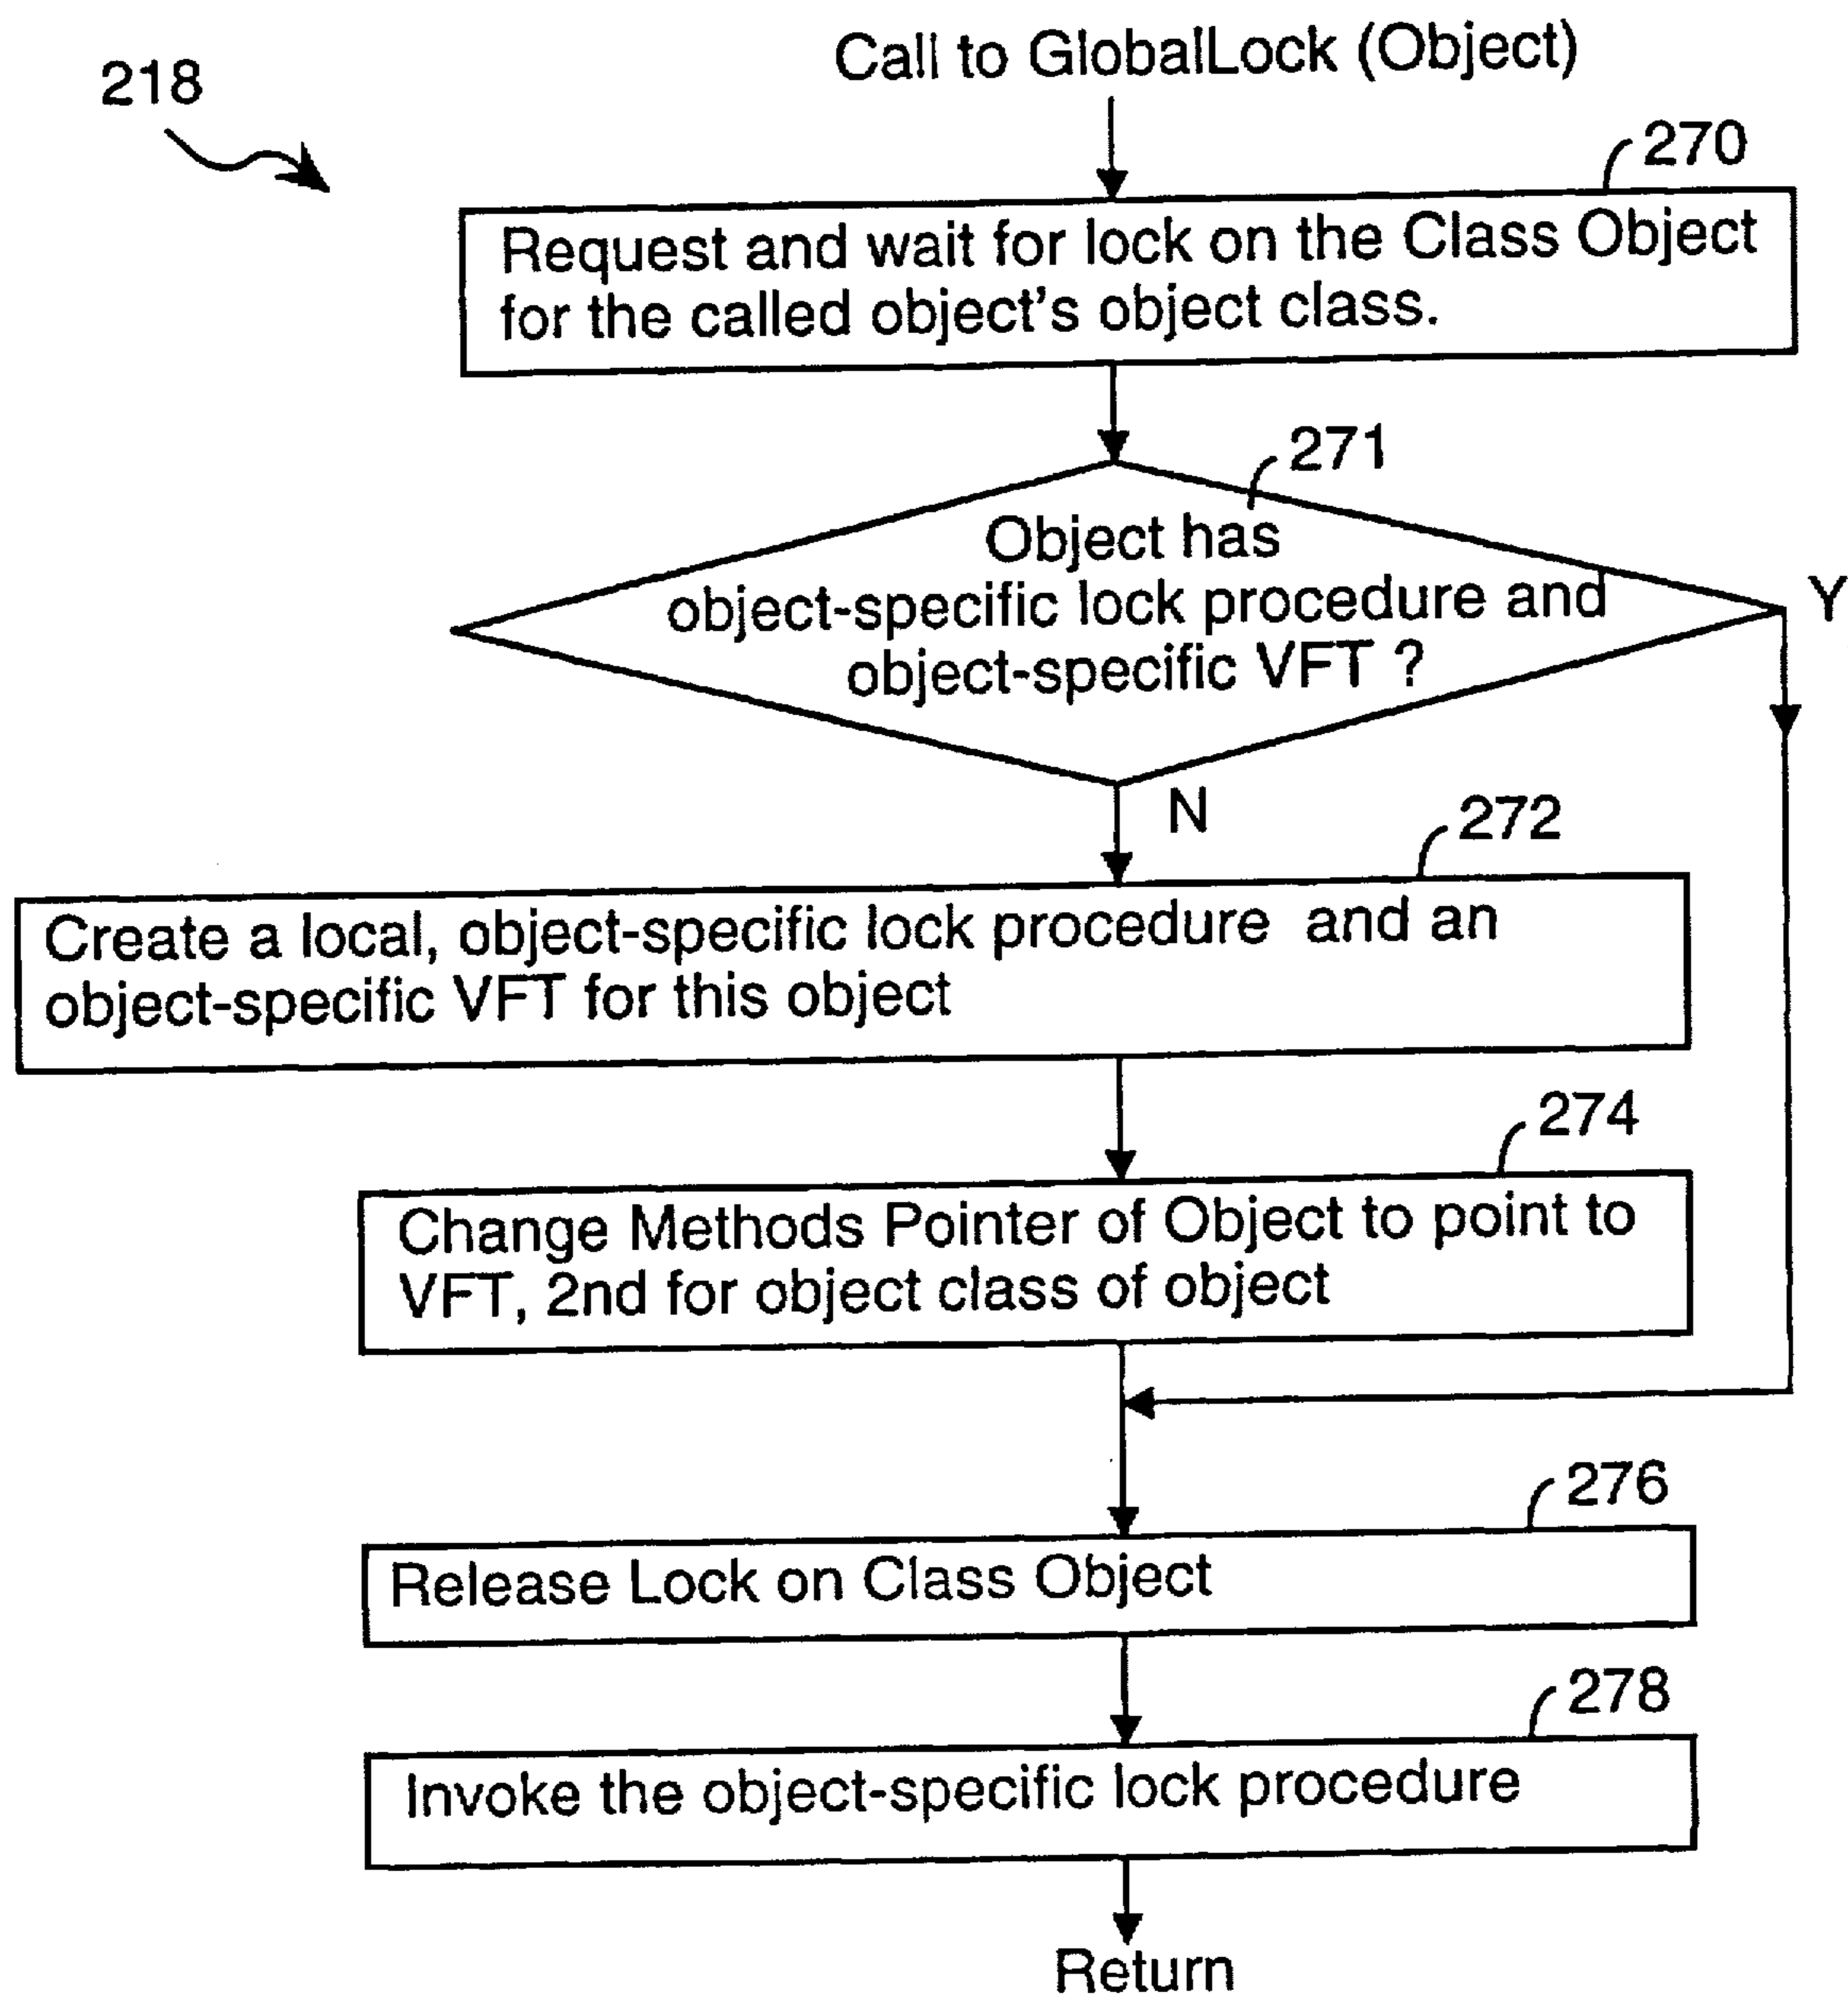 Call to GlobalLock (Object)
218
270
Request and wait for lock on the Class Object
for the called object's object class.
271
Object has
object-specific lock procedure and
object-specific VFT ?
Y
N
272
Create a local, object-specific lock procedure and an
object-specific VFT for this object
274
Change Methods Pointer of Object to point to
VFT, 2nd for object class of object
276
Release Lock on Class Object
278
Invoke the object-specific lock procedure
Return